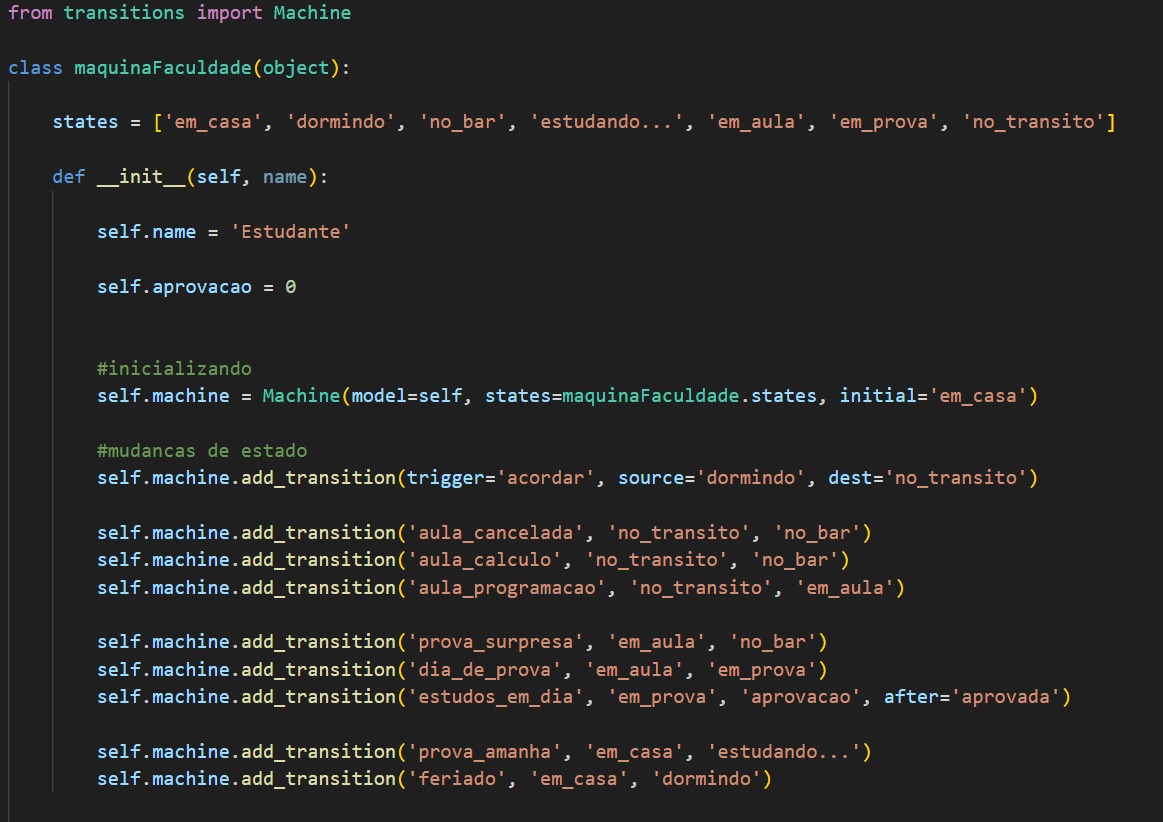 from transitions import Machine
class maquinaFaculdade(object):
states = ['em_casa', 'dormindo', 'no_bar', 'estudando...', 'em_aula', 'em_prova', 'no_transito']
def __init__(self, name):
self.name = 'Estudante'
self.aprovacao = 0
#inicializando
self.machine = Machine(model=self, states=maquinaFaculdade.states, initial='em_casa')
#mudancas de estado
self.machine.add_transition(trigger='acordar', source='dormindo', dest='no_transito')
self.machine.add_transition('aula_cancelada', 'no_transito', 'no_bar')
self.machine.add_transition('aula_calculo', 'no_transito', 'no_bar')
self.machine.add_transition('aula_programacao', 'no_transito', 'em_aula')
self.machine.add_transition('prova_surpresa', 'em_aula', 'no_bar')
self.machine.add_transition('dia_de_prova', 'em_aula', 'em_prova')
self.machine.add_transition('estudos_em_dia', 'em_prova', 'aprovacao', after='aprovada')
self.machine.add_transition('prova_amanha', 'em_casa', 'estudando...')
self.machine.add_transition('feriado', 'em_casa', 'dormindo')